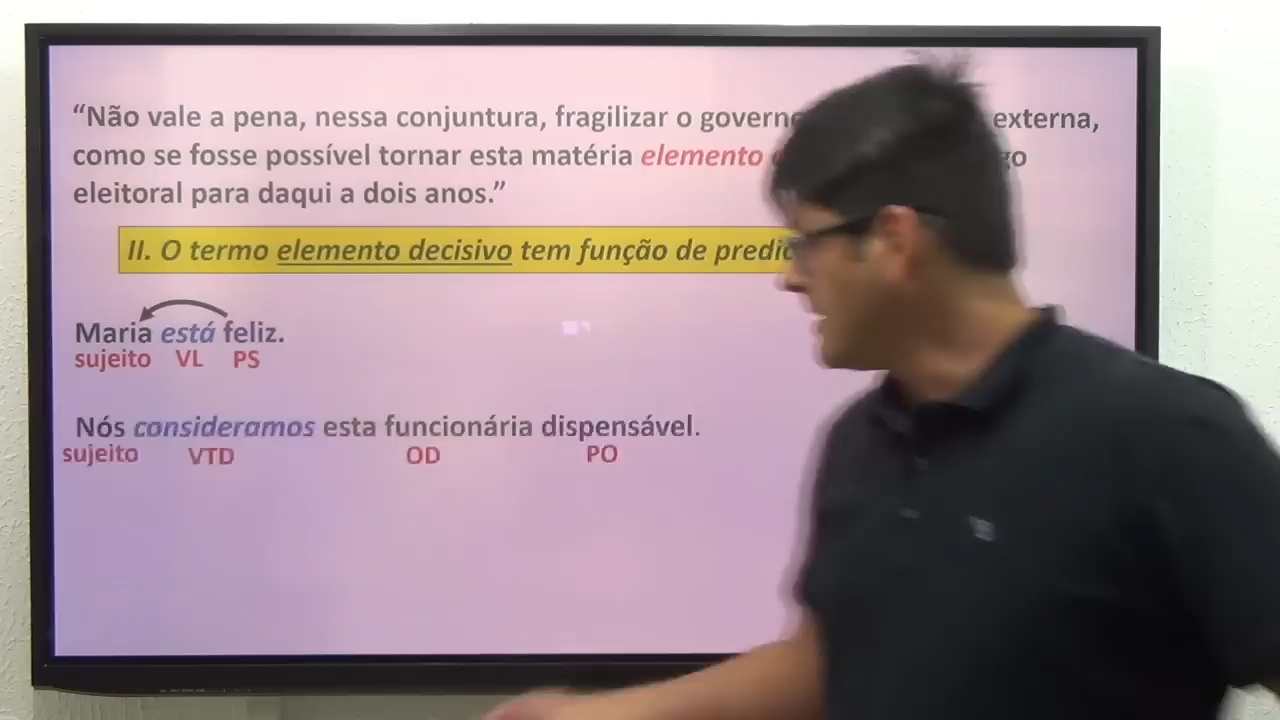 “Não vale a pena, nessa conjuntura, fragilizar o governo externa,
como se fosse possível tornar esta matéria elemento
eleitoral para daqui a dois anos.”
II. O termo elemento decisivo tem função de
Maria está feliz.
sujeito VL PS
Nós consideramos esta funcionária dispensável.
sujeito VTD OD PO